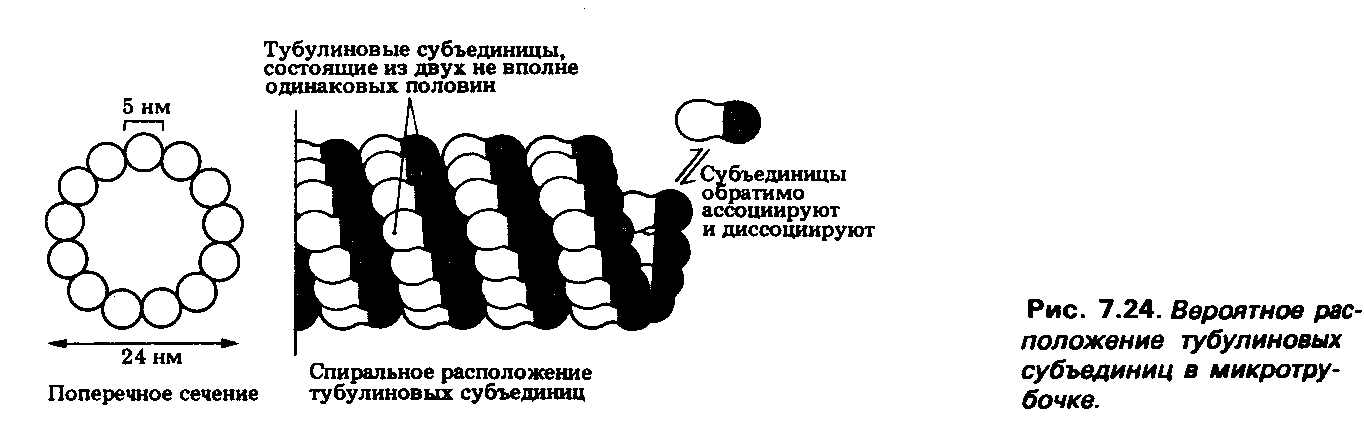 Тубулиновые субъединицы,
состоящие из двух не вполне
одинаковых половин
5 нм
Субъединицы
обратимо
ассоциируют
и диссоциируют
24 нм
Поперечное сечение
Спиральное расположение
тубулиновых субъединиц
Рис. 7.24. Вероятное рас-
положение тубулиновых
субъединиц в микротру-
бочке.